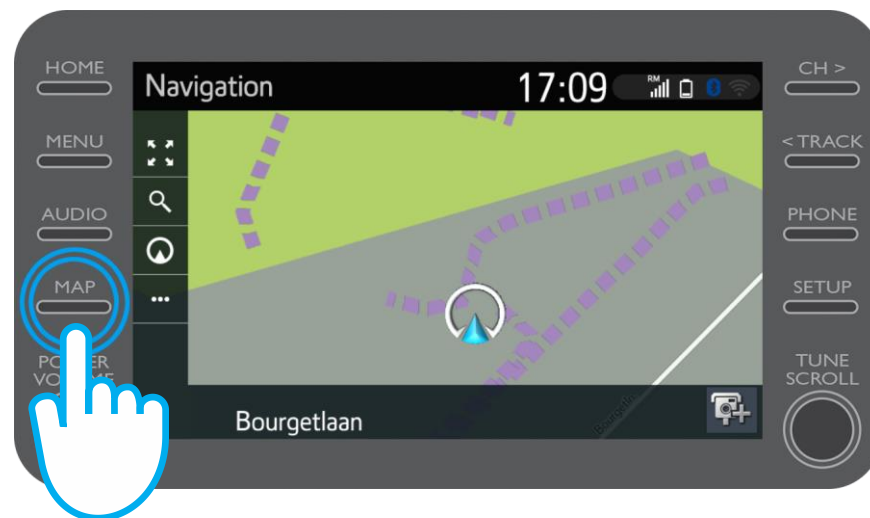 HOME
MENU
AUDIO
MAP
Navigation
17:09
RM
Bourgetlaan
CH >
< TRACK
PHONE
SETUP
TUNE
SCROLL